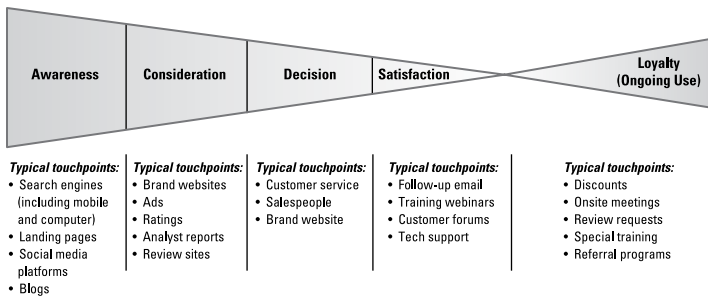 Awareness
Consideration
Decision
Satisfaction
Loyalty
(Ongoing Use)
Typical touchpoints:
• Search engines
(including mobile
and computer)
• Landing pages
• Social media
platforms
• Blogs
Typical touchpoints:
• Brand websites
• Ads
• Ratings
• Analyst reports
• Review sites
Typical touchpoints:
• Customer service
• Salespeople
• Brand website
Typical touchpoints:
• Follow-up email
• Training webinars
• Customer forums
• Tech support
Typical touchpoints:
• Discounts
• Onsite meetings
• Review requests
• Special training
• Referral programs